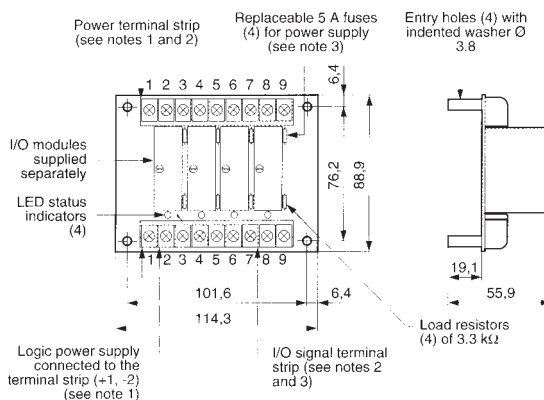 Power terminal strip
(see notes 1 and 2)
Replaceable 5 A fuses
(4) for power supply
(see note 3)
Entry holes (4) with
indented washer Ø
3.8
6,4
1 2 3 4 5 6 7 8 9
I/O modules
supplied
separately
LED status
indicators
(4)
76,2
88,9
1 2 3 4 5 6 7 8 9
101,6
6,4
114,3
19,1
55,9
Load resistors
(4) of 3.3 kΩ
Logic power supply
connected to the
terminal strip (+1, -2)
(see note 1)
I/O signal terminal
strip (see notes 2
and 3)